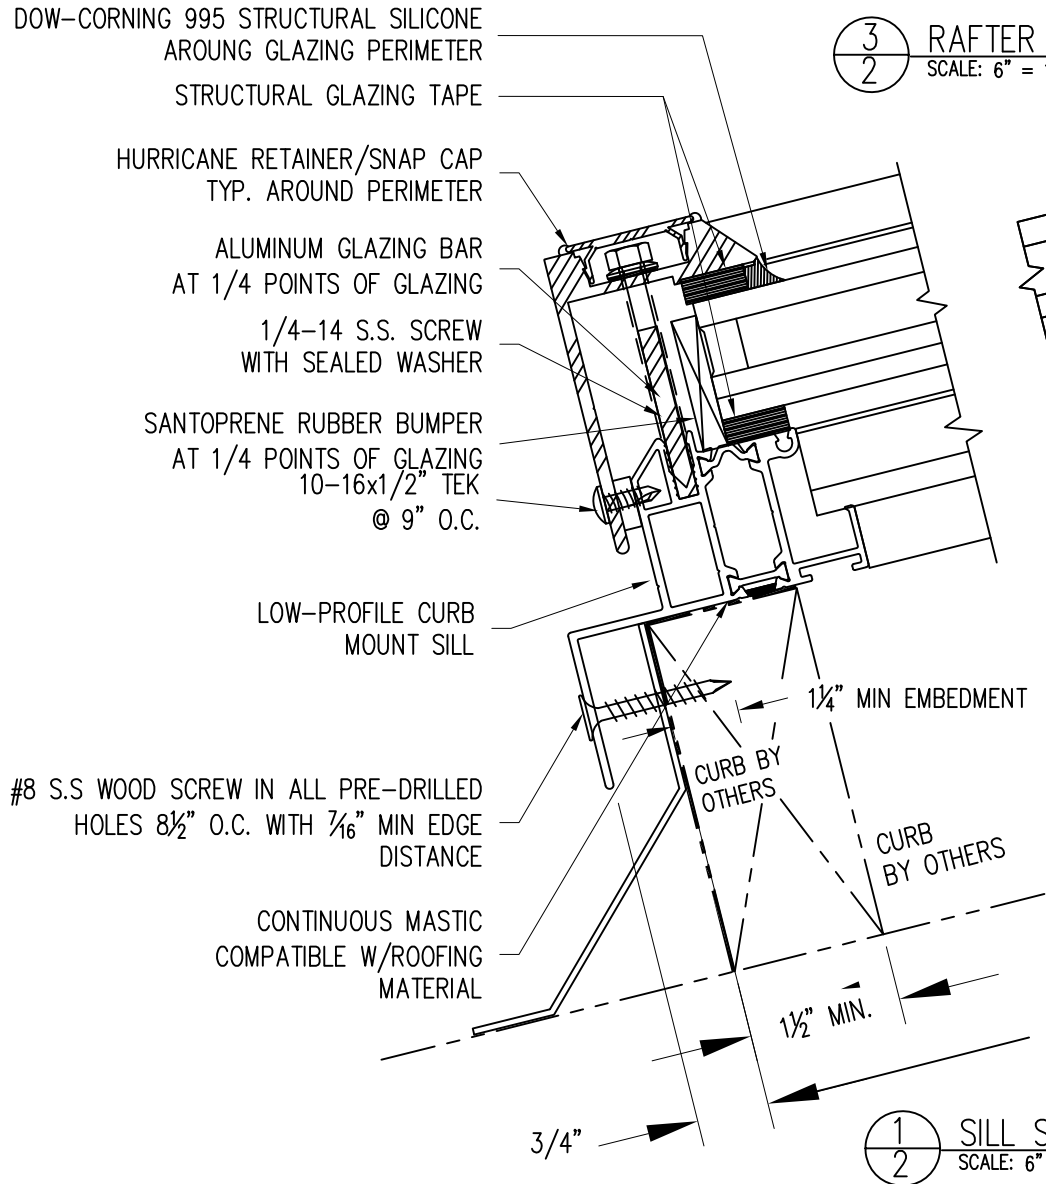 DOW-CORNING 995 STRUCTURAL SILICONE
AROUNG GLAZING PERIMETER
STRUCTURAL GLAZING TAPE
HURRICANE RETAINER/SNAP CAP
TYP. AROUND PERIMETER
ALUMINUM GLAZING BAR
AT 1/4 POINTS OF GLAZING
1/4-14 S.S. SCREW
WITH SEALED WASHER
SANTOPRENE RUBBER BUMPER
AT 1/4 POINTS OF GLAZING
10-16x1/2" TEK
@ 9" O.C.
LOW-PROFILE CURB
MOUNT SILL
#8 S.S WOOD SCREW IN ALL PRE-DRILLED
HOLES 8½" O.C. WITH 7⁄16" MIN EDGE
DISTANCE
CONTINUOUS MASTIC
COMPATIBLE W/ROOFING
MATERIAL
3
2
RAFTER
SCALE: 6" =
1¼" MIN EMBEDMENT
CURB BY
OTHERS
CURB
BY OTHERS
1½" MIN.
3/4"
1
2
SILL S
SCALE: 6"